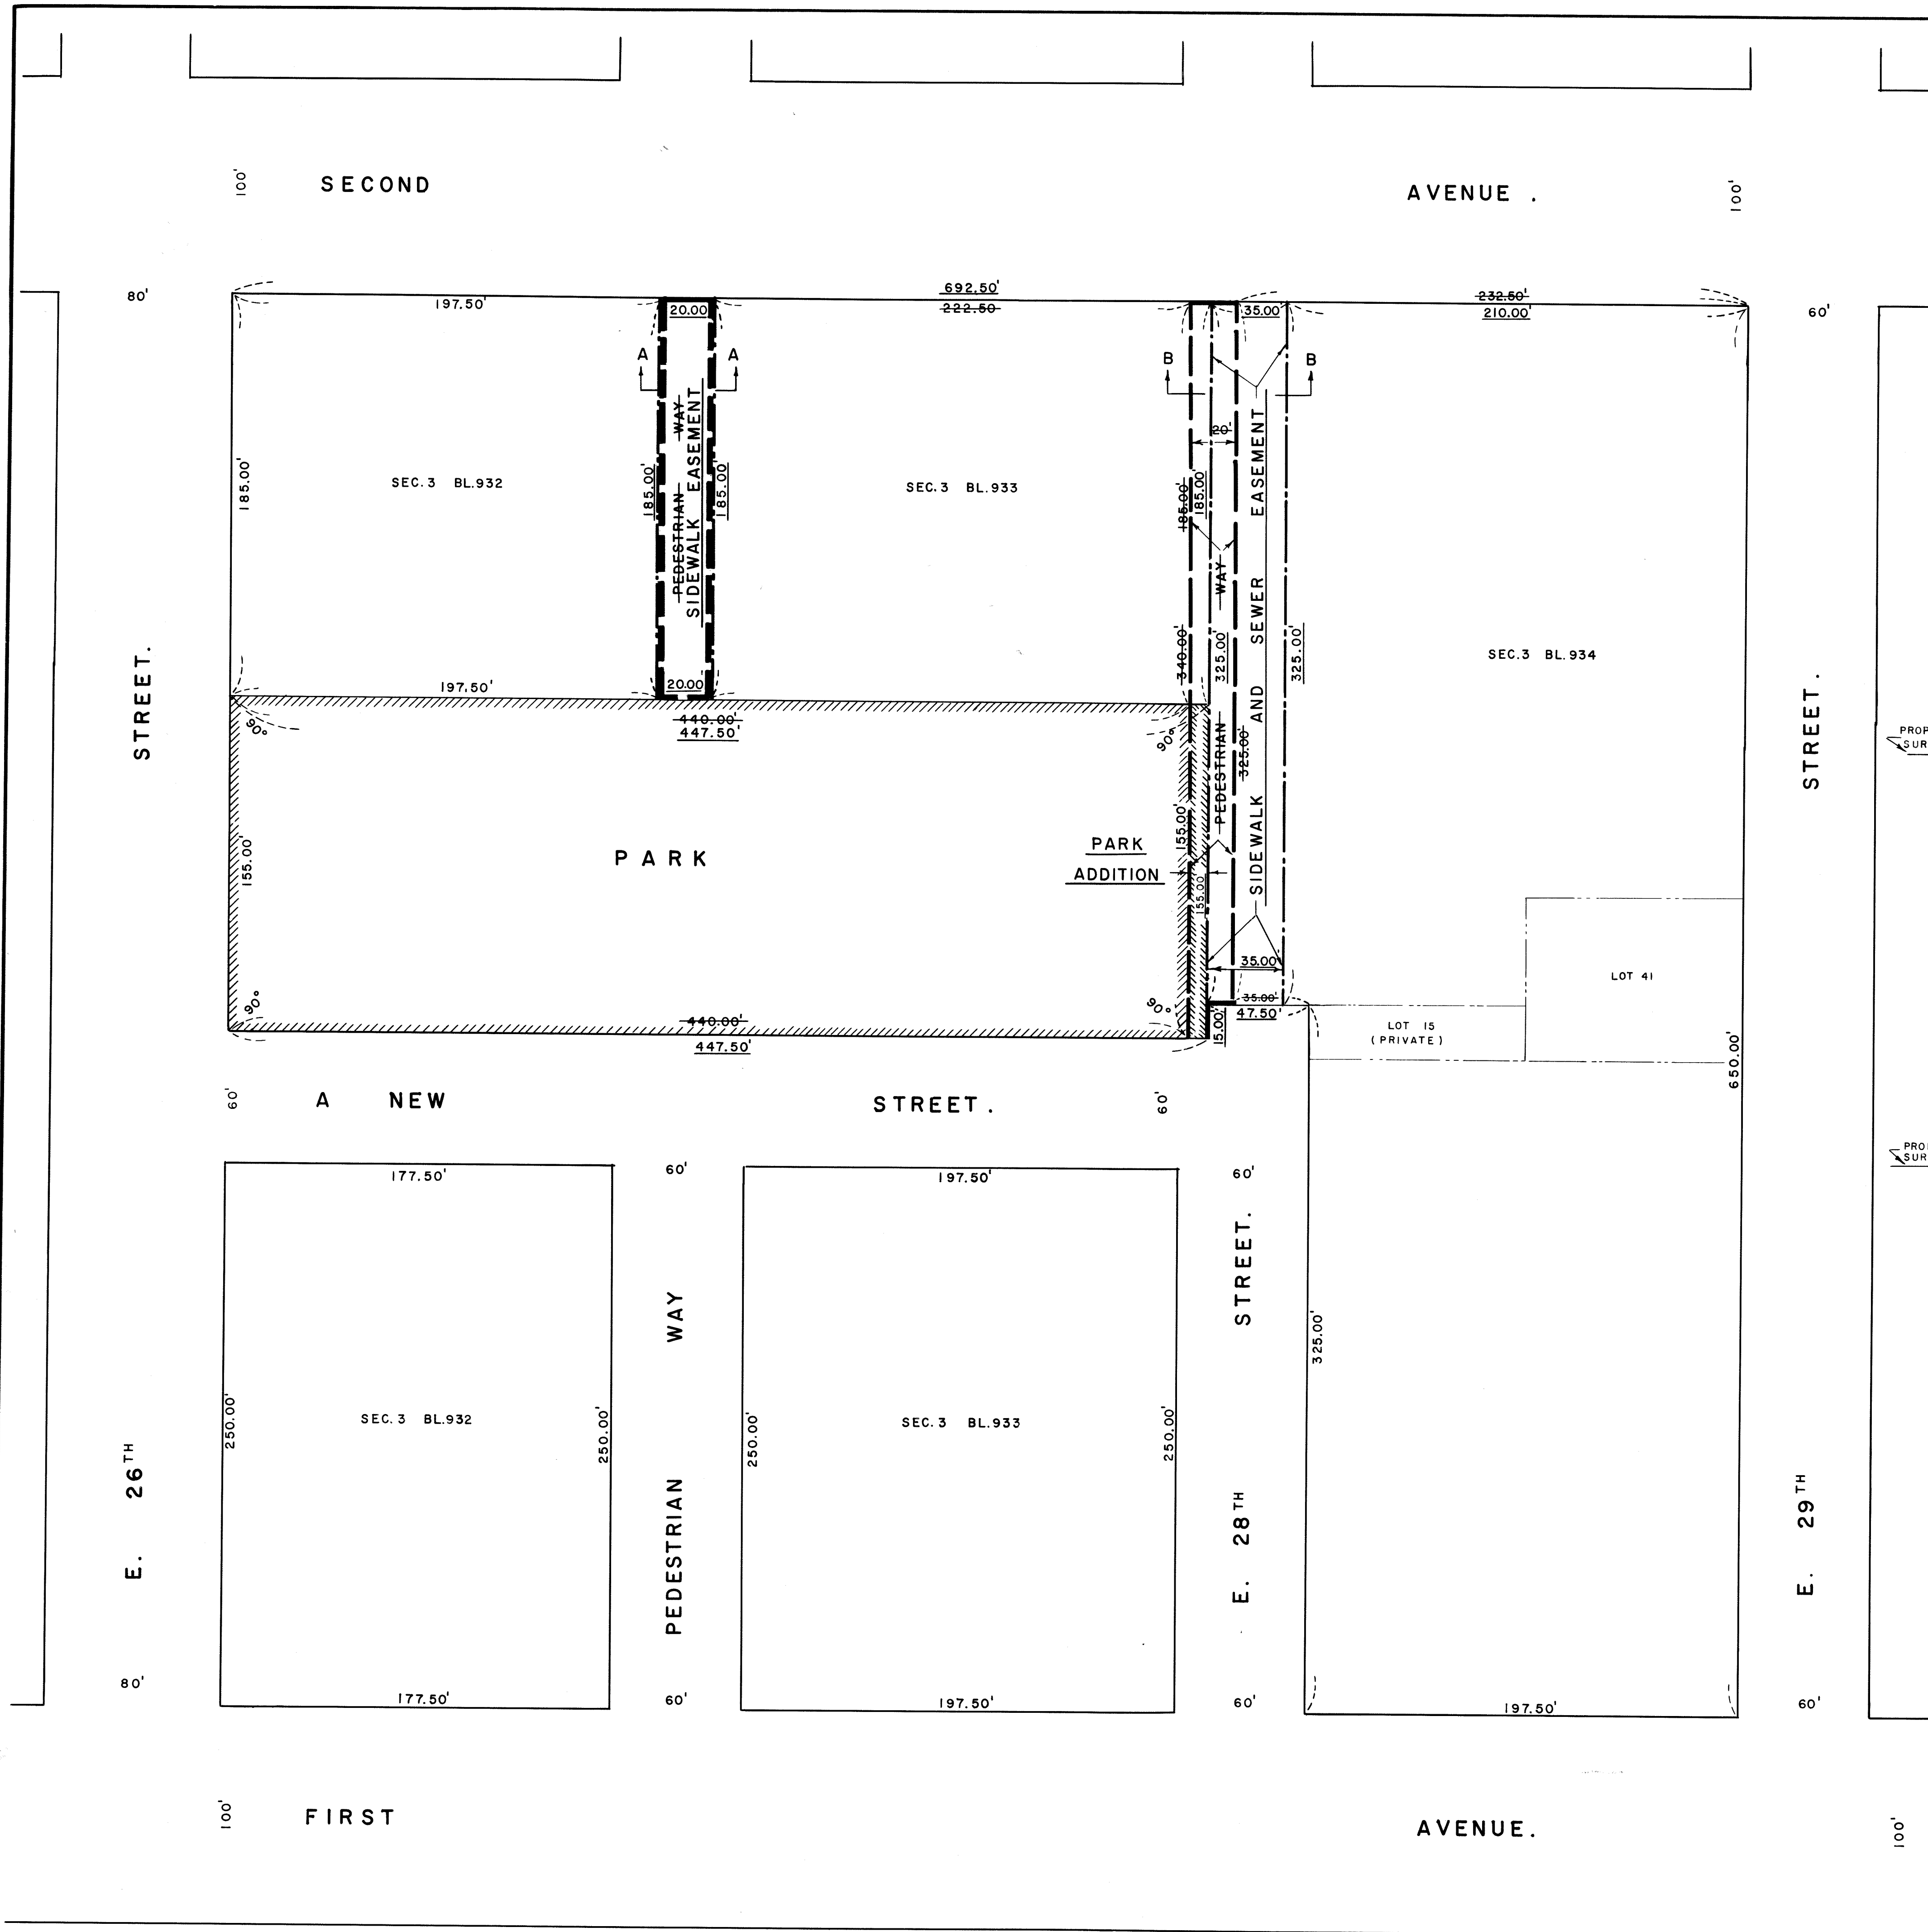 SECOND AVENUE .
100'
100'
80'
60'
692.50'
197.50'
20.00'
222.50
35.00'
232.50'
210.00'
A
A
B
B
20'
SEC. 3 BL. 932
185.00'
185.00'
185.00'
PEDESTRIAN WAY
SIDEWALK EASEMENT
SEC. 3 BL. 933
185.00'
185.00'
PEDESTRIAN WAY
SIDEWALK AND SEWER EASEMENT
340.00'
325.00'
325.00'
325.00'
SEC. 3 BL. 934
STREET.
STREET.
197.50'
20.00'
440.00'
447.50'
90°
90°
PROP
SUR
155.00'
PARK
PARK
ADDITION
155.00'
155.00'
35.00'
35.00'
47.50'
15.00'
LOT 41
LOT 15
(PRIVATE)
650.00'
90°
90°
440.00'
447.50'
60'
A NEW STREET.
60'
PRO
SUR
177.50'
60'
197.50'
60'
250.00'
SEC. 3 BL. 932
250.00'
PEDESTRIAN WAY
250.00'
SEC. 3 BL. 933
250.00'
E. 28TH STREET.
325.00'
E. 26TH
E. 29TH
80'
177.50'
60'
197.50'
60'
197.50'
60'
100'
FIRST AVENUE.
100'